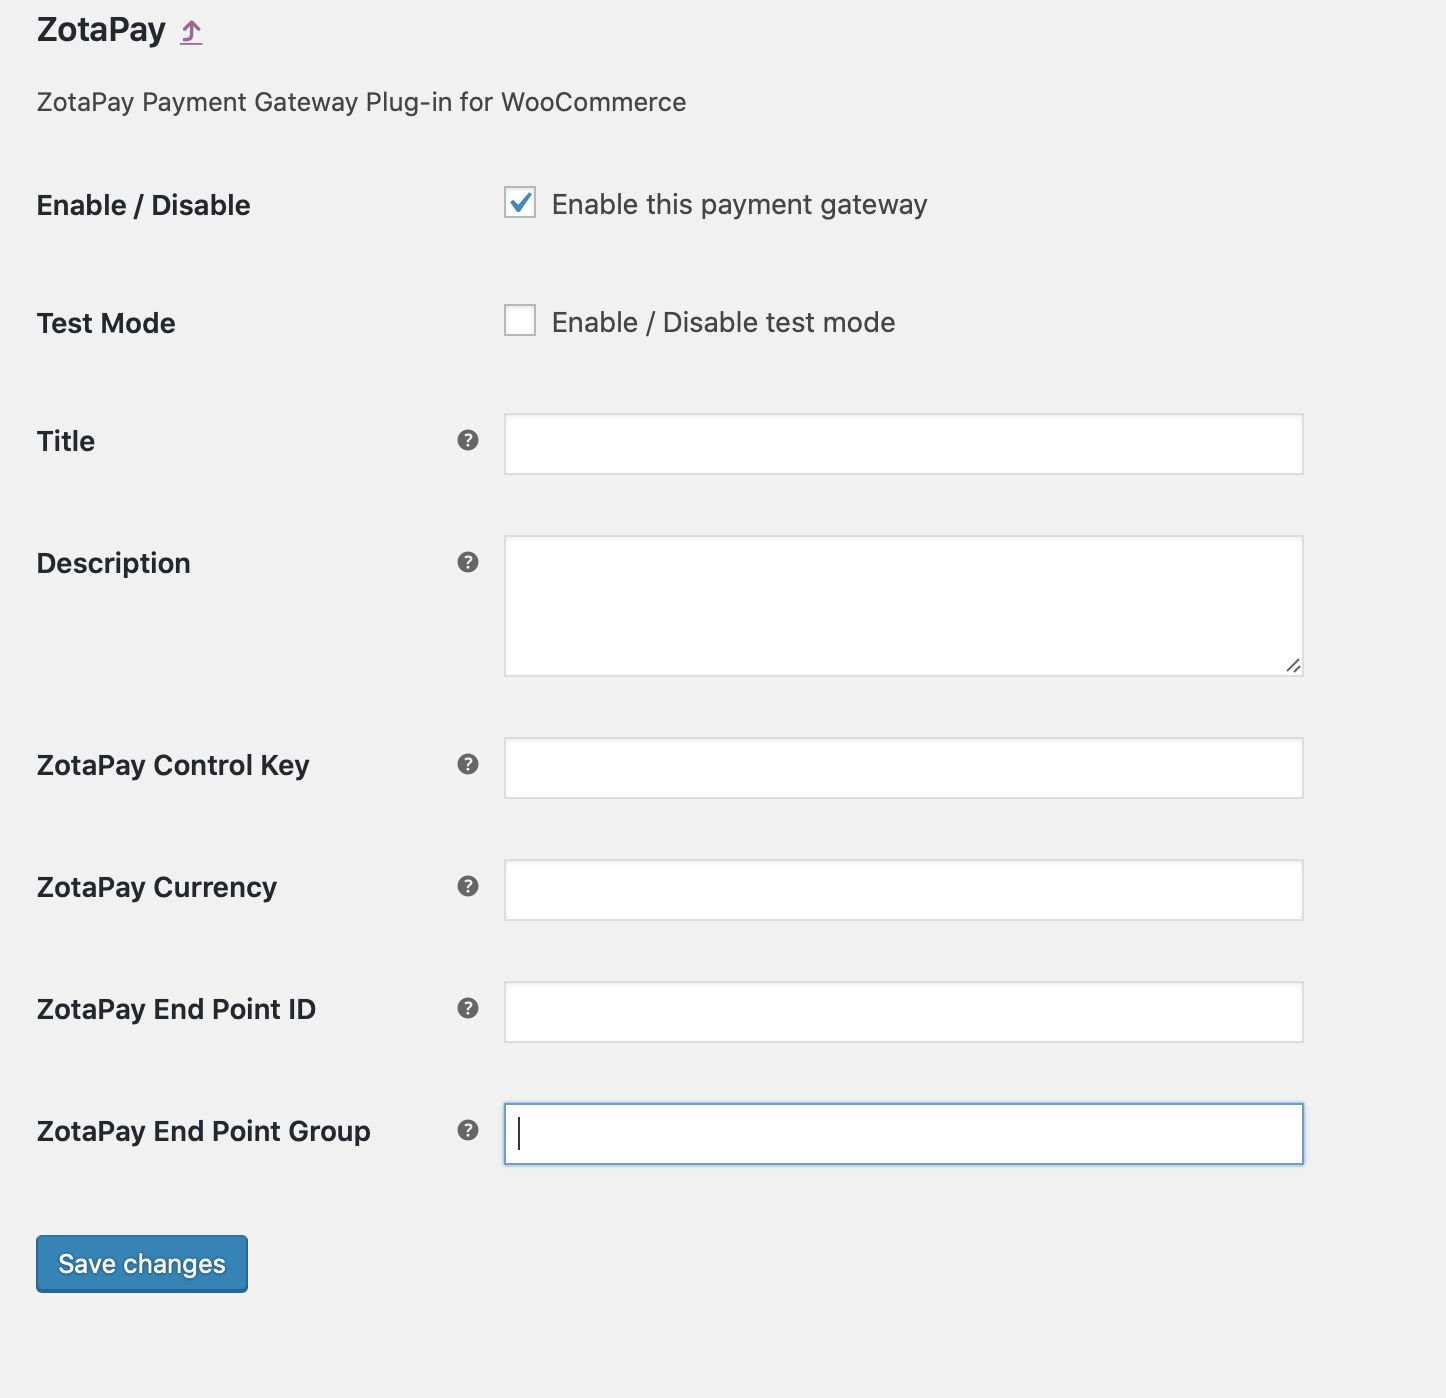 ZotaPay
ZotaPay Payment Gateway Plug-in for WooCommerce
Enable / Disable
Enable this payment gateway
Test Mode
Enable / Disable test mode
Title
Description
ZotaPay Control Key
ZotaPay Currency
ZotaPay End Point ID
ZotaPay End Point Group
Save changes